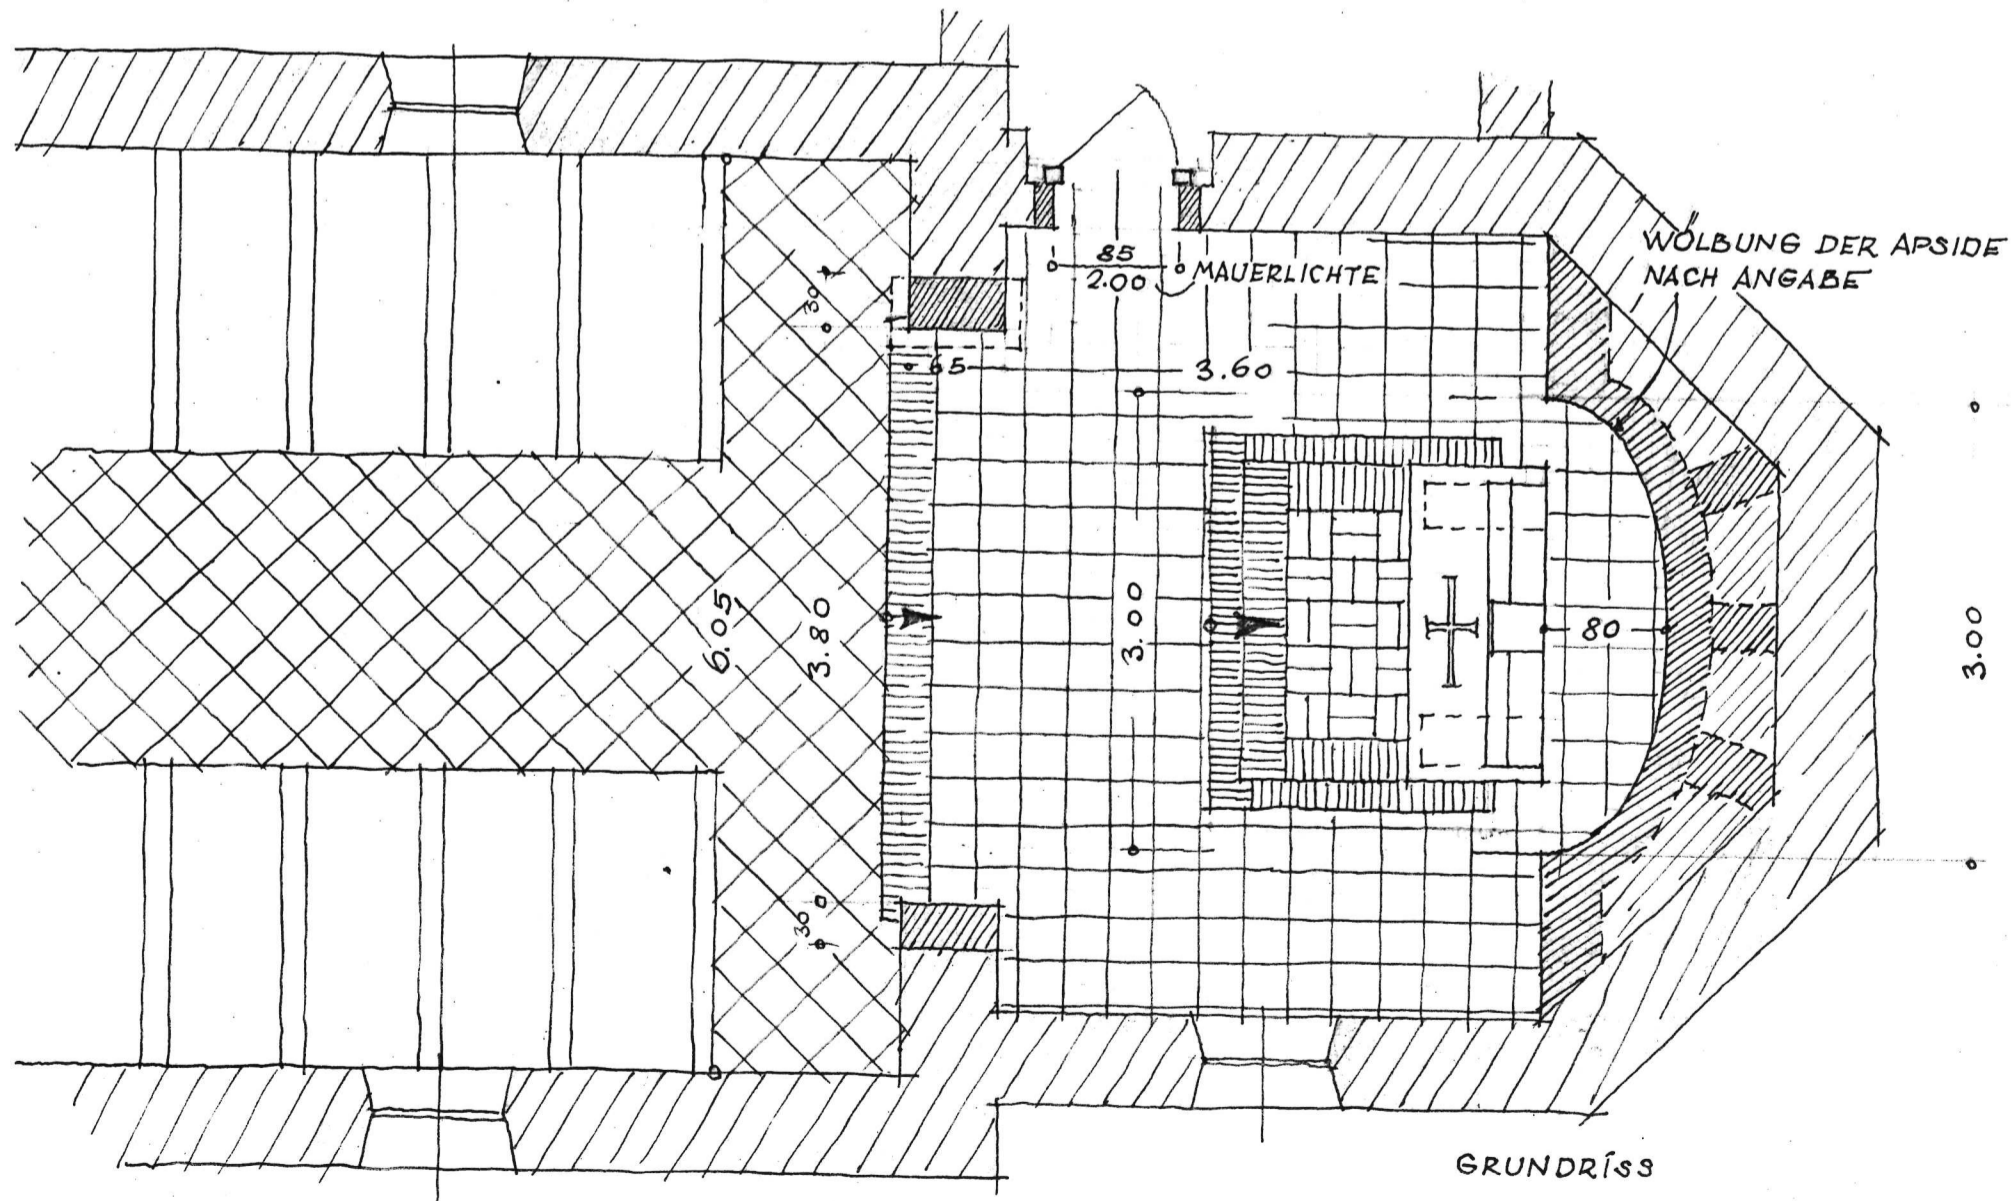 WÖLBUNG DER APSIDE
NACH ANGABE
85
2.00
MAUERLICHTE
30
65
3.60
6.05
3.80
3.00
80
3.00
30
GRUNDRISS